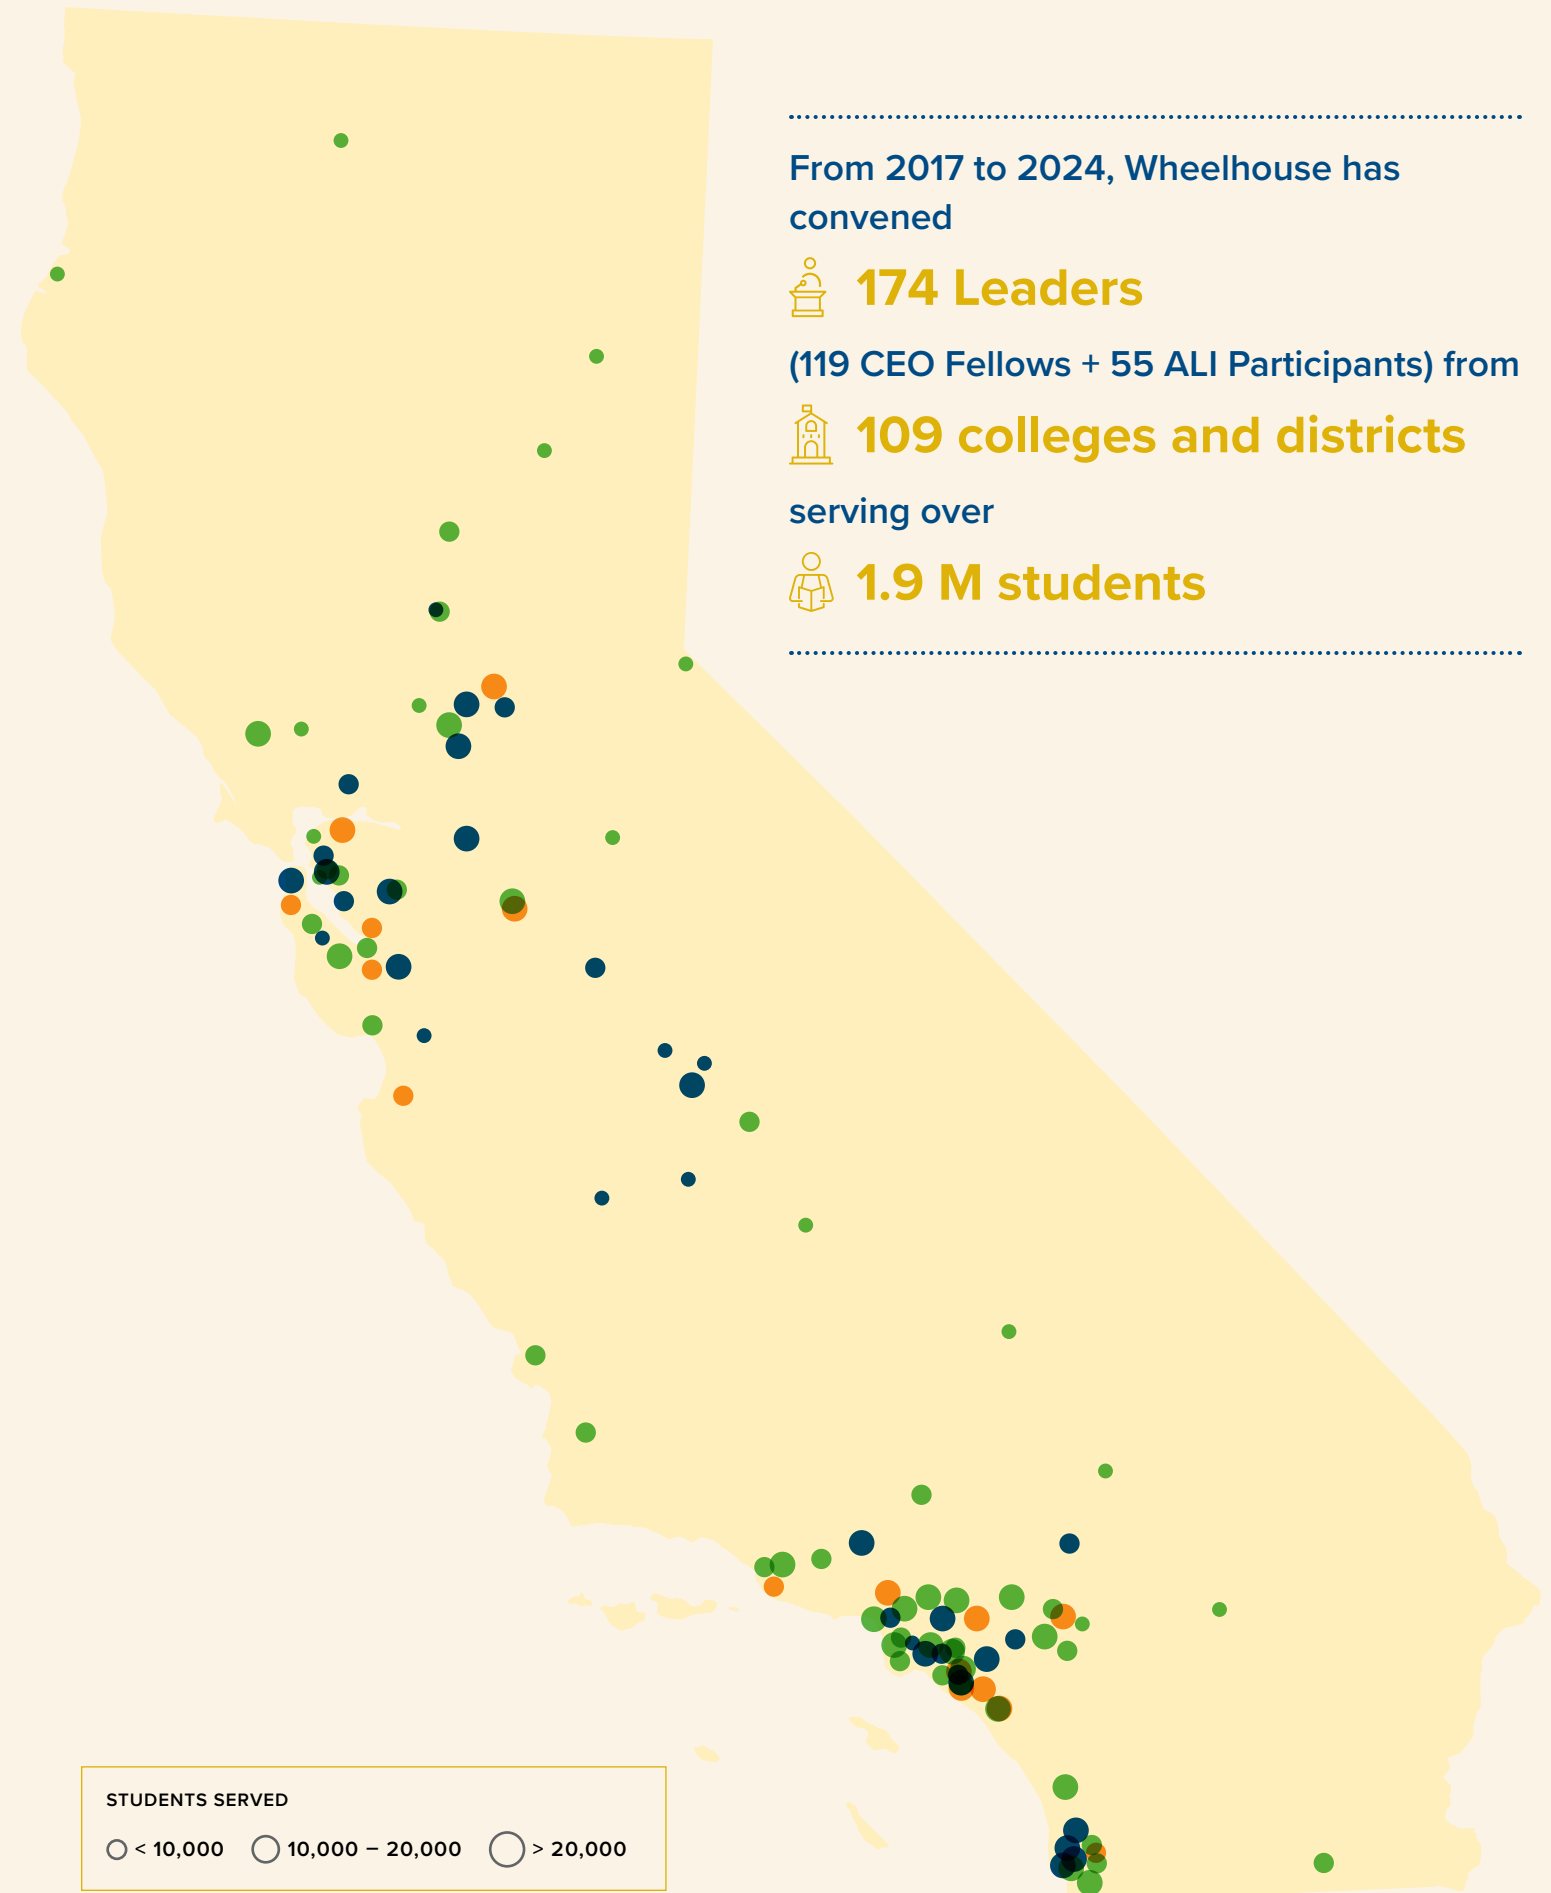 From 2017 to 2024, Wheelhouse has
convened
174 Leaders
(119 CEO Fellows + 55 ALI Participants) from
109 colleges and districts
serving over
1.9 M students
STUDENTS SERVED
< 10,000 10,000 – 20,000 > 20,000